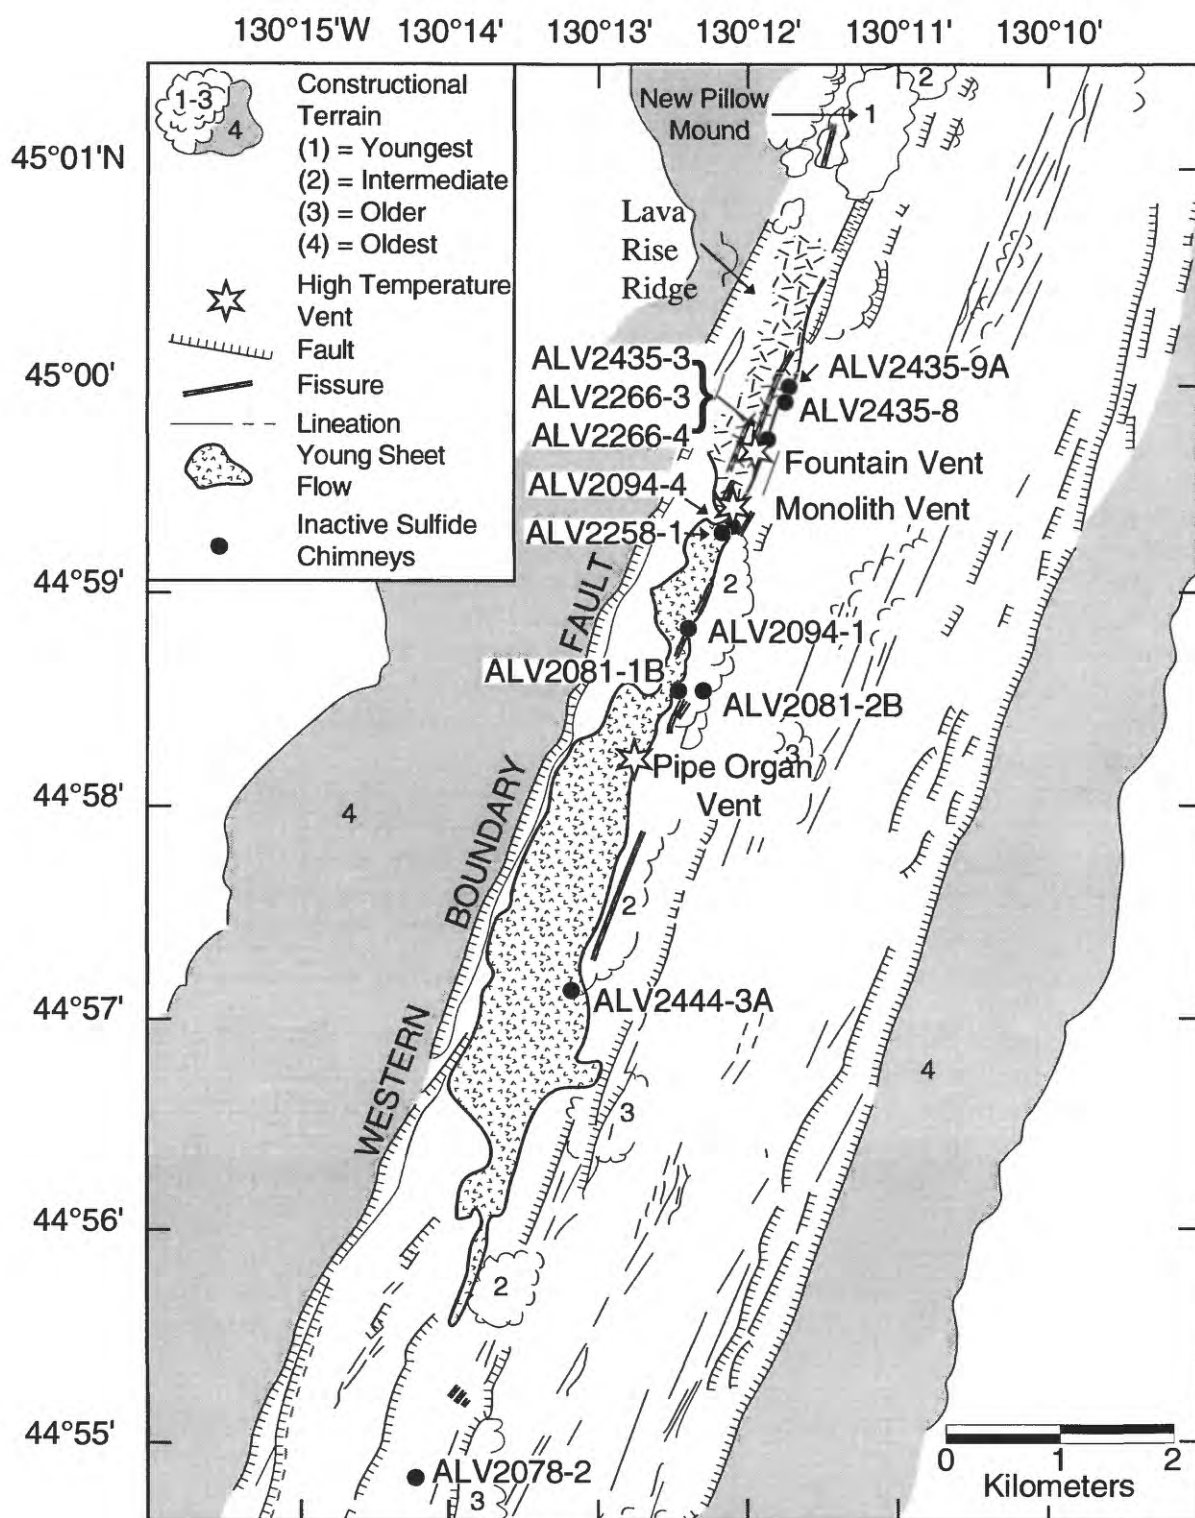 130°15'W 130°14' 130°13' 130°12' 130°11' 130°10'
45°01'N
45°00'
44°59'
44°58'
44°57'
44°56'
44°55'
1-3
4
Constructional
Terrain
(1) = Youngest
(2) = Intermediate
(3) = Older
(4) = Oldest
High Temperature
Vent
Fault
Fissure
Lineation
Young Sheet
Flow
Inactive Sulfide
Chimneys
New Pillow
Mound
1
2
Lava
Rise
Ridge
ALV2435-3
ALV2266-3
ALV2266-4
ALV2435-9A
ALV2435-8
Fountain Vent
ALV2094-4
Monolith Vent
ALV2258-1
2
ALV2094-1
ALV2081-1B
ALV2081-2B
3
Pipe Organ
Vent
4
WESTERN BOUNDARY FAULT
2
ALV2444-3A
4
3
2
ALV2078-2
3
0 1 2
Kilometers